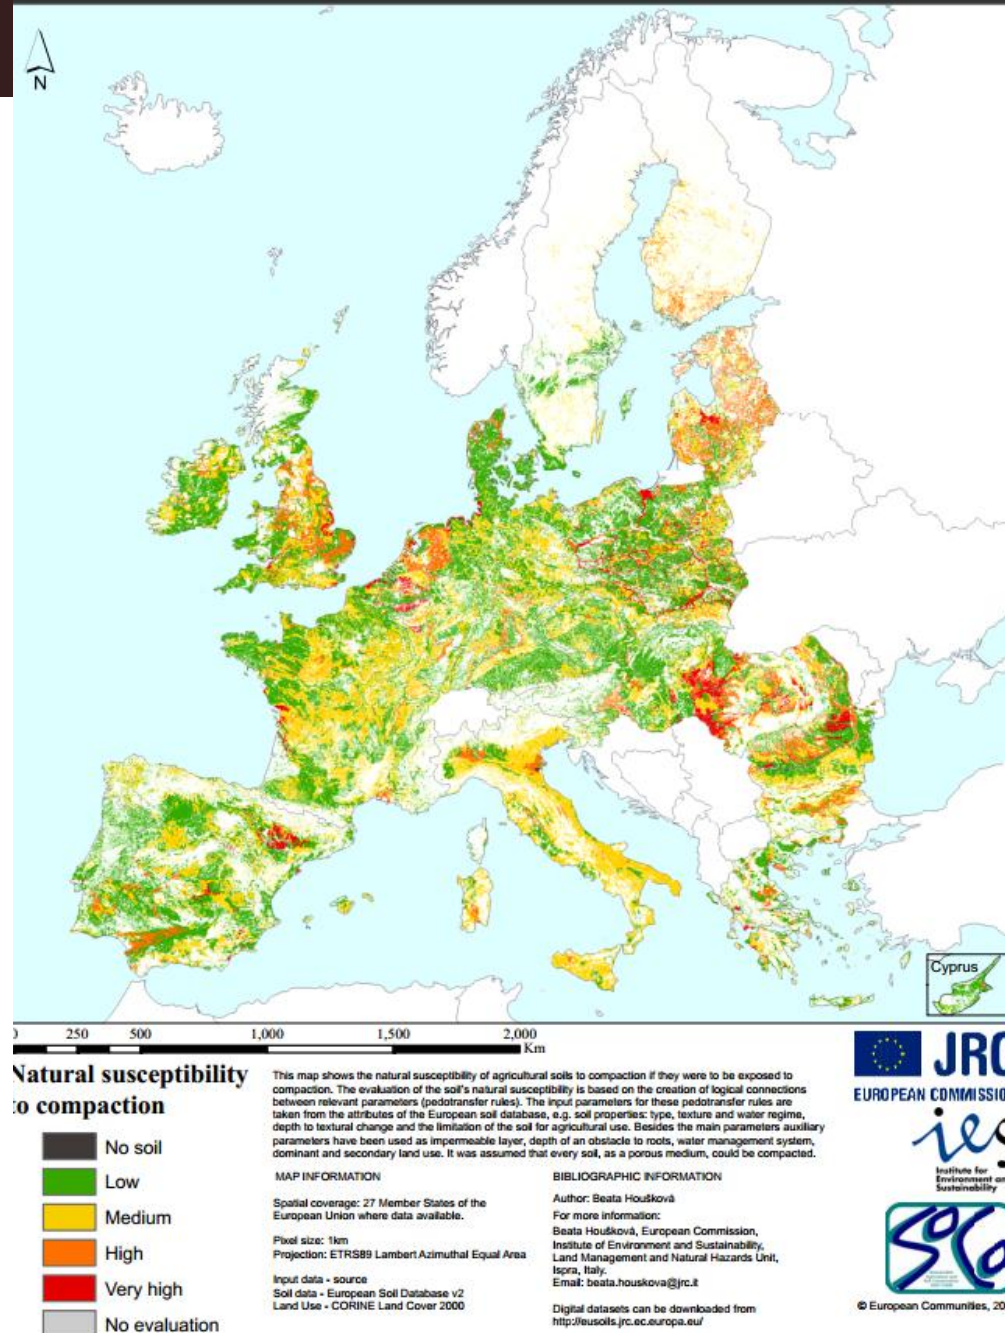 N
Cyprus
250 500 1,000 1,500 2,000
Km
Natural susceptibility
to compaction
No soil
Low
Medium
High
Very high
No evaluation
This map shows the natural susceptibility of agricultural soils to compaction if they were to be exposed to
compaction. The evaluation of the soil's natural susceptibility is based on the creation of logical connections
between relevant parameters (pedotransfer rules). The input parameters for these pedotransfer rules are
taken from the attributes of the European soil database, e.g. soil properties: type, texture and water regime,
depth to textural change and the limitation of the soil for agricultural use. Besides the main parameters auxiliary
parameters have been used as impermeable layer, depth of an obstacle to roots, water management system,
dominant and secondary land use. It was assumed that every soil, as a porous medium, could be compacted.
MAP INFORMATION
Spatial coverage: 27 Member States of the
European Union where data available.
Pixel size: 1km
Projection: ETRS89 Lambert Azimuthal Equal Area
Input data - source
Soil data - European Soil Database v2
Land Use - CORINE Land Cover 2000
BIBLIOGRAPHIC INFORMATION
Author: Beata Houšková
For more information:
Beata Houšková, European Commission,
Institute of Environment and Sustainability,
Land Management and Natural Hazards Unit,
Ispra, Italy.
Email: beata.houskova@jrc.it
Digital datasets can be downloaded from
http://eusoils.jrc.ec.europa.eu/
JRC
EUROPEAN COMMISSIO
ies
Institute for
Environment an
Sustainability
SoCo
© European Communities, 20